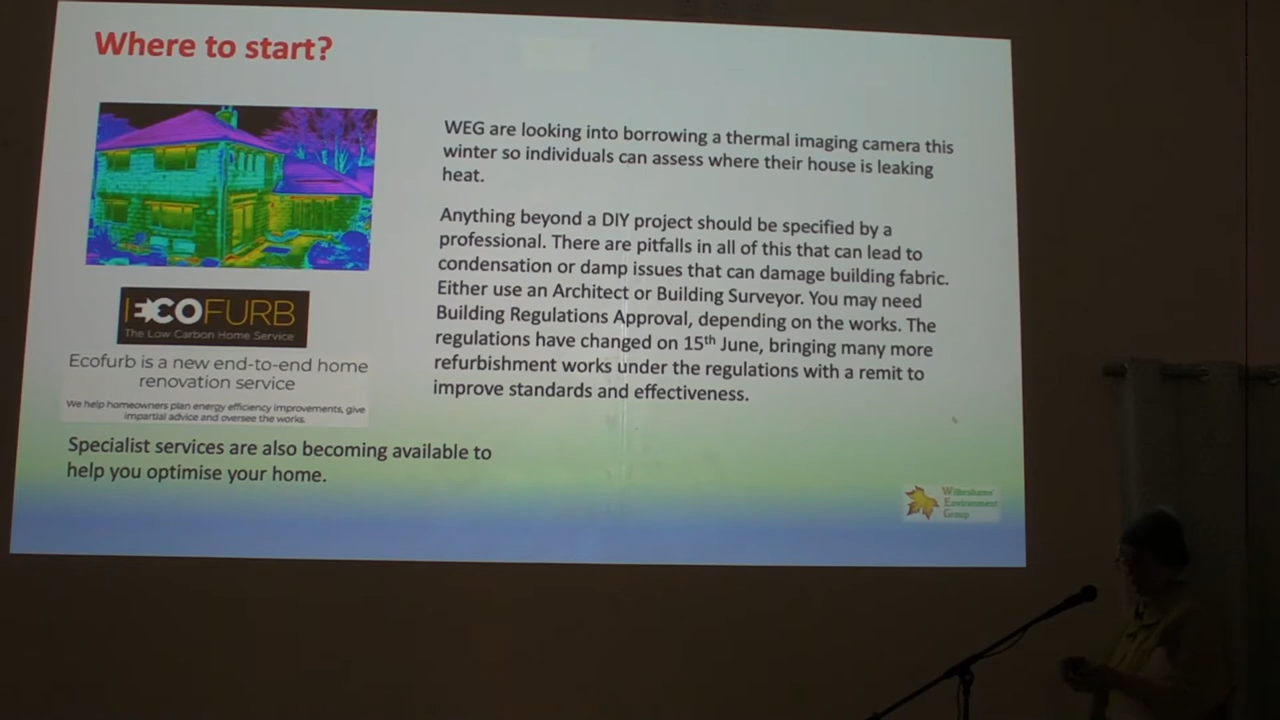 Where to start?
WEG are looking into borrowing a thermal imaging camera this
winter so individuals can assess where their house is leaking
heat.
Anything beyond a DIY project should be specified by a
professional. There are pitfalls in all of this that can lead to
condensation or damp issues that can damage building fabric.
Either use an Architect or Building Surveyor. You may need
Building Regulations Approval, depending on the works. The
regulations have changed on 15th June, bringing many more
refurbishment works under the regulations with a remit to
improve standards and effectiveness.
ECOFURB
The Low Carbon Home Service
Ecofurb is a new end-to-end home
renovation service
We help homeowners plan energy efficiency improvements, give
impartial advice and oversee the works.
Specialist services are also becoming available to
help you optimise your home.
Wilbrahams'
Environment
Group